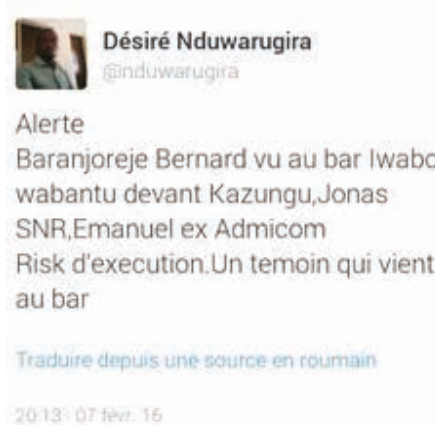 Désiré Nduwarugira
@nduwarugira
Alerte
Baranjoreje Bernard vu au bar Iwabo
wabantu devant Kazungu,Jonas
SNR,Emanuel ex Admicom
Risk d'execution.Un temoin qui vient
au bar
Traduire depuis une source en roumain
20:13 · 07 févr. 16